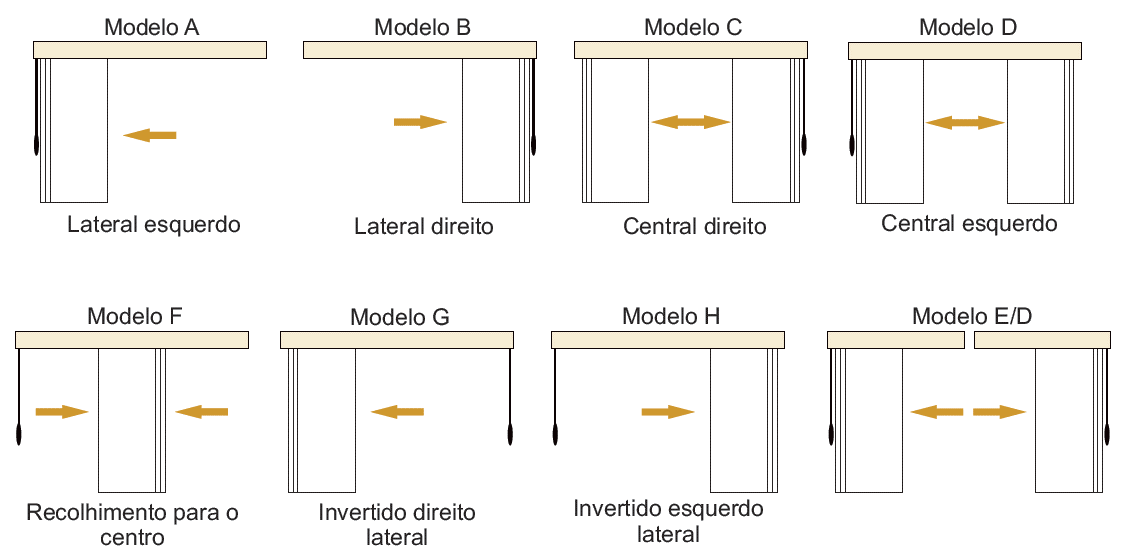 Modelo A
Modelo B
Modelo C
Modelo D
Lateral esquerdo
Lateral direito
Central direito
Central esquerdo
Modelo F
Modelo G
Modelo H
Modelo E/D
Recolhimento para o
centro
Invertido direito
lateral
Invertido esquerdo
lateral